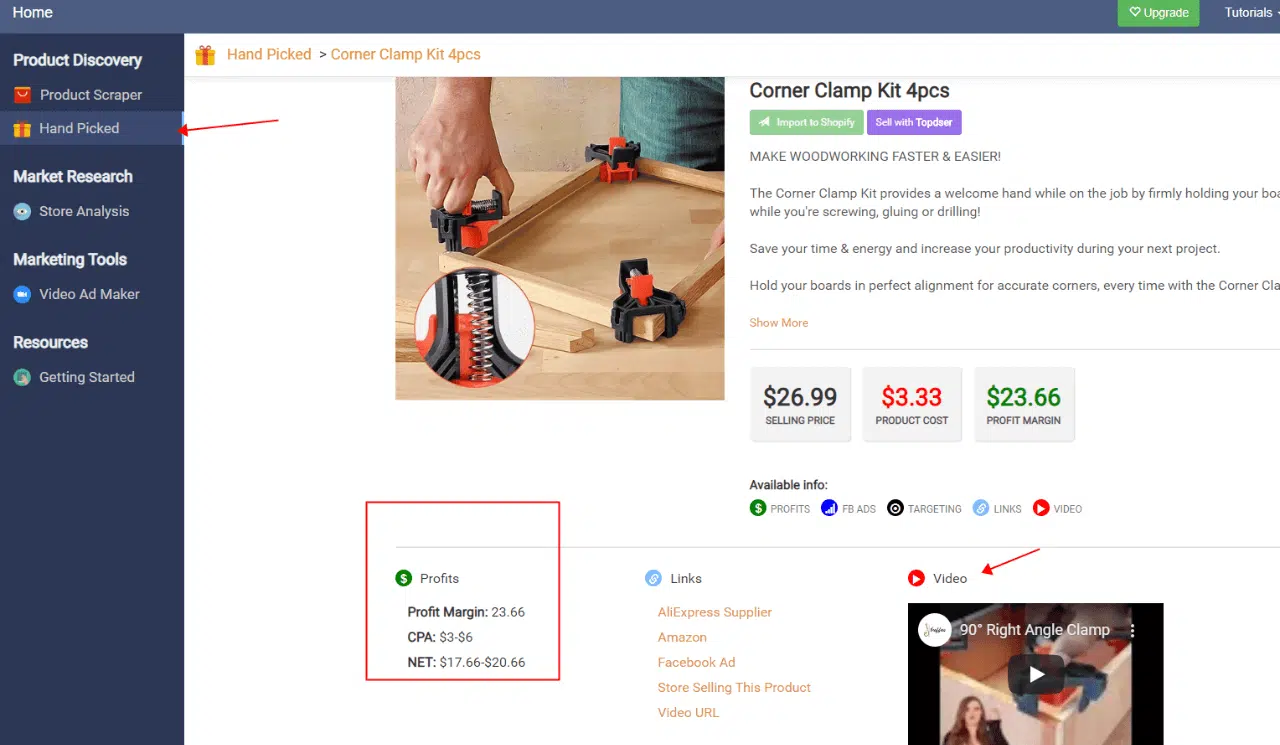 Home
Upgrade
Tutorials
Product Discovery
Product Scraper
Hand Picked
Market Research
Store Analysis
Marketing Tools
Video Ad Maker
Resources
Getting Started
Hand Picked > Corner Clamp Kit 4pcs
Corner Clamp Kit 4pcs
Import to Shopify
Sell with Topdser
MAKE WOODWORKING FASTER & EASIER!
The Corner Clamp Kit provides a welcome hand while on the job by firmly holding your boa
while you're screwing, gluing or drilling!
Save your time & energy and increase your productivity during your next project.
Hold your boards in perfect alignment for accurate corners, every time with the Corner Cla
Show More
$26.99
SELLING PRICE
$3.33
PRODUCT COST
$23.66
PROFIT MARGIN
Available info:
$ PROFITS FB ADS TARGETING LINKS VIDEO
$ Profits
Profit Margin: 23.66
CPA: $3-$6
NET: $17.66-$20.66
Links
AliExpress Supplier
Amazon
Facebook Ad
Store Selling This Product
Video URL
Video
90° Right Angle Clamp